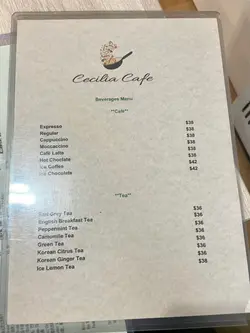 Cecilia Cafe
Beverages Menu
"Café"
Espresso $38
Regular $38
Cappuccino $38
Moccaccino $38
Café Latte $38
Hot Choclate $38
Ice Coffee $42
Ice Chocolate $42
"Tea"
Earl Grey Tea $36
English Breakfast Tea $36
Peppermint Tea $36
Camomile Tea $36
Green Tea $36
Korean Citrus Tea $36
Korean Ginger Tea $36
Ice Lemon Tea $38